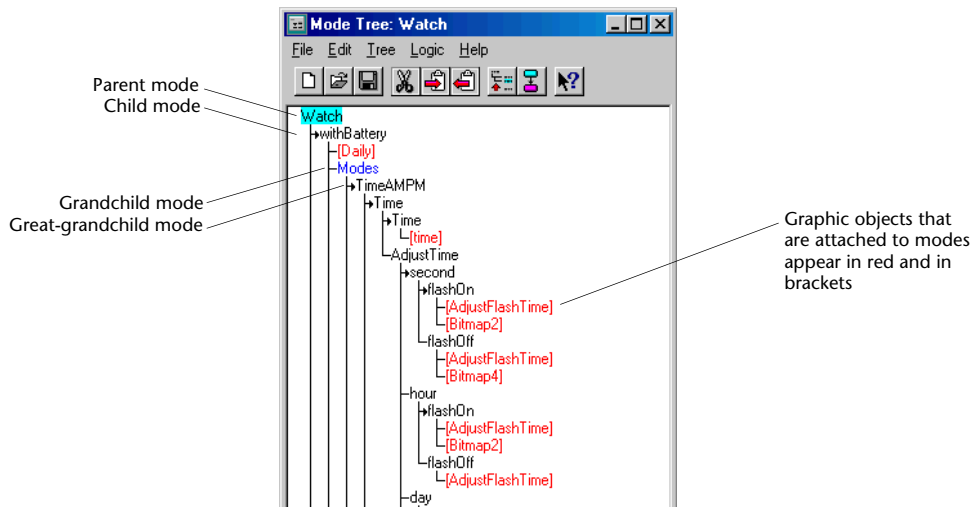 Mode Tree: Watch
File Edit Tree Logic Help
Parent mode
Child mode
Grandchild mode
Great-grandchild mode
Watch
withBattery
[Daily]
Modes
TimeAMPM
Time
Time
[time]
AdjustTime
second
flashOn
[AdjustFlashTime]
[Bitmap2]
flashOff
[AdjustFlashTime]
[Bitmap4]
hour
flashOn
[AdjustFlashTime]
[Bitmap2]
flashOff
[AdjustFlashTime]
day
Graphic objects that
are attached to modes
appear in red and in
brackets